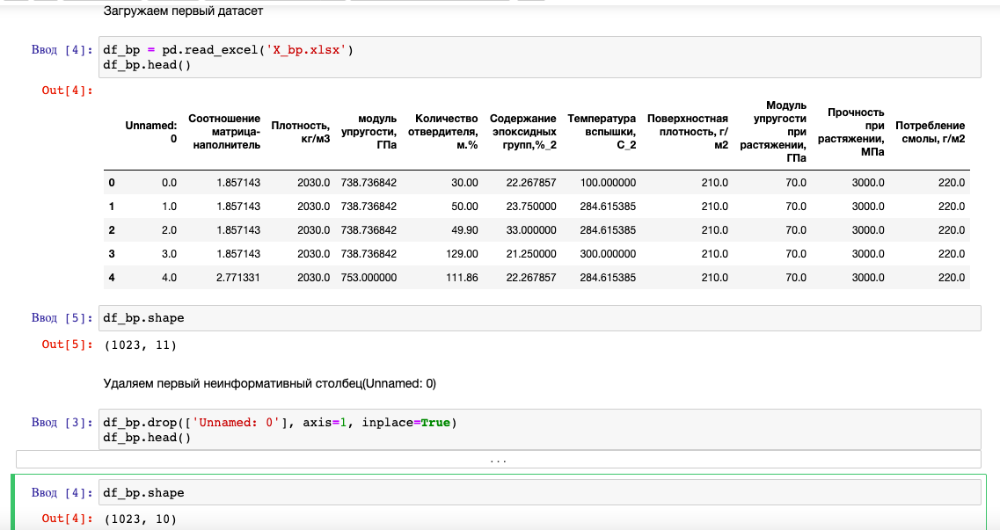 Загружаем первый датасет
Ввод [4]: df_bp = pd.read_excel('X_bp.xlsx')
df_bp.head()
Out[4]:
Unnamed: 0 Соотношение матрица-наполнитель Плотность, кг/м3 модуль упругости, ГПа Количество отвердителя, м.% Содержание эпоксидных групп,%_2 Температура вспышки, С_2 Поверхностная плотность, г/м2 Модуль упругости при растяжении, ГПа Прочность при растяжении, МПа Потребление смолы, г/м2
0 0.0 1.857143 2030.0 738.736842 30.00 22.267857 100.000000 210.0 70.0 3000.0 220.0
1 1.0 1.857143 2030.0 738.736842 50.00 23.750000 284.615385 210.0 70.0 3000.0 220.0
2 2.0 1.857143 2030.0 738.736842 49.90 33.000000 284.615385 210.0 70.0 3000.0 220.0
3 3.0 1.857143 2030.0 738.736842 129.00 21.250000 300.000000 210.0 70.0 3000.0 220.0
4 4.0 2.771331 2030.0 753.000000 111.86 22.267857 284.615385 210.0 70.0 3000.0 220.0
Ввод [5]: df_bp.shape
Out[5]: (1023, 11)
Удаляем первый неинформативный столбец(Unnamed: 0)
Ввод [3]: df_bp.drop(['Unnamed: 0'], axis=1, inplace=True)
df_bp.head()
...
Ввод [4]: df_bp.shape
Out[4]: (1023, 10)